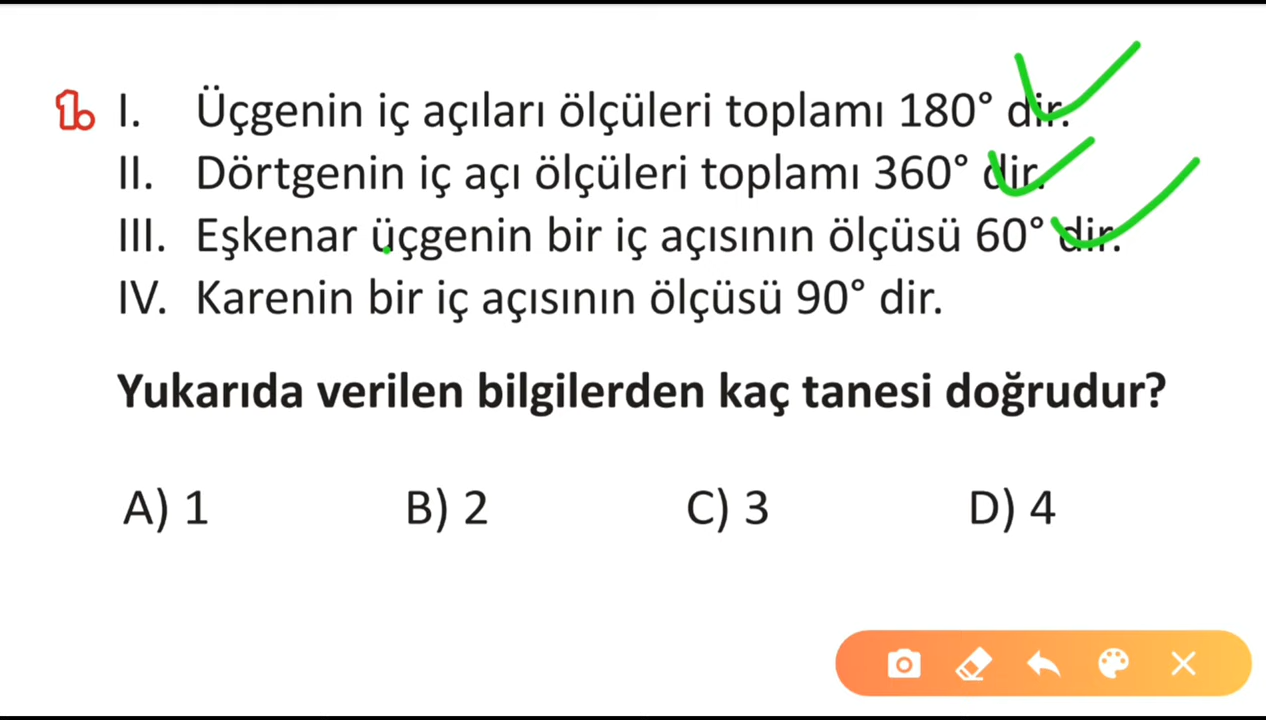 1. I. Üçgenin iç açıları ölçüleri toplamı 180° dir.
II. Dörtgenin iç açı ölçüleri toplamı 360° dir.
III. Eşkenar üçgenin bir iç açısının ölçüsü 60° dir.
IV. Karenin bir iç açısının ölçüsü 90° dir.
Yukarıda verilen bilgilerden kaç tanesi doğrudur?
A) 1 B) 2 C) 3 D) 4